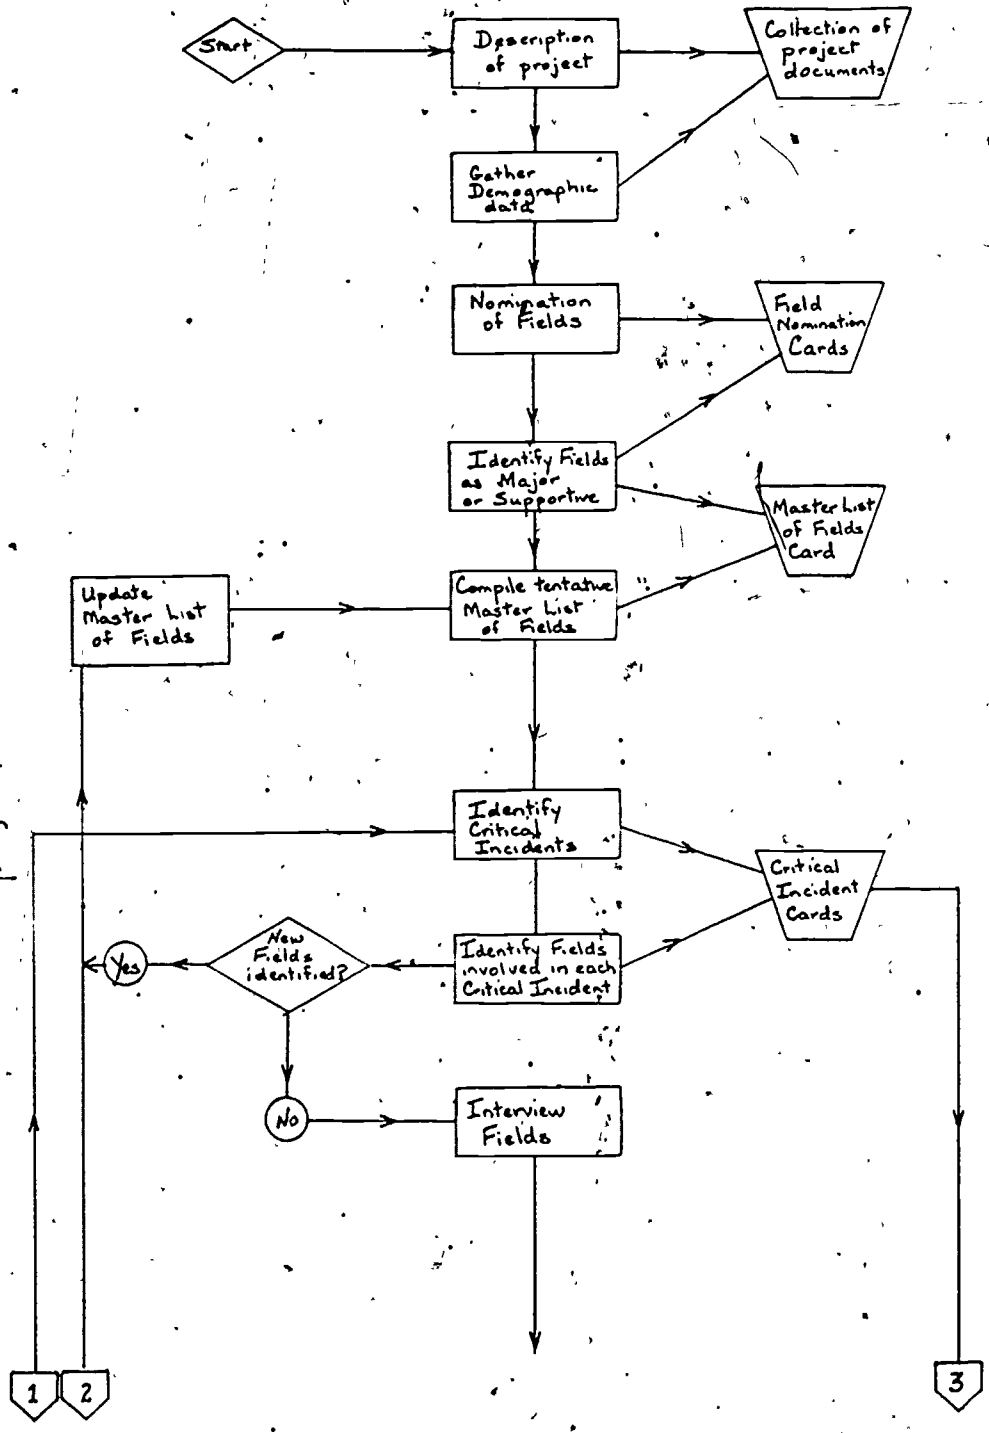 Start
Description
of project
Collection of
project
documents
Gather
Demographic
data
Nomination
of Fields
Field
Nomination
Cards
Identify Fields
as Major
or Supportive
Master List
of Fields
Card
Update
Master List
of Fields
Compile tentative
Master List
of Fields
Identify
Critical
Incidents
Critical
Incident
Cards
Yes
New
Fields
identified?
Identify Fields
involved in each
Critical Incident
No
Interview
Fields
1
2
3